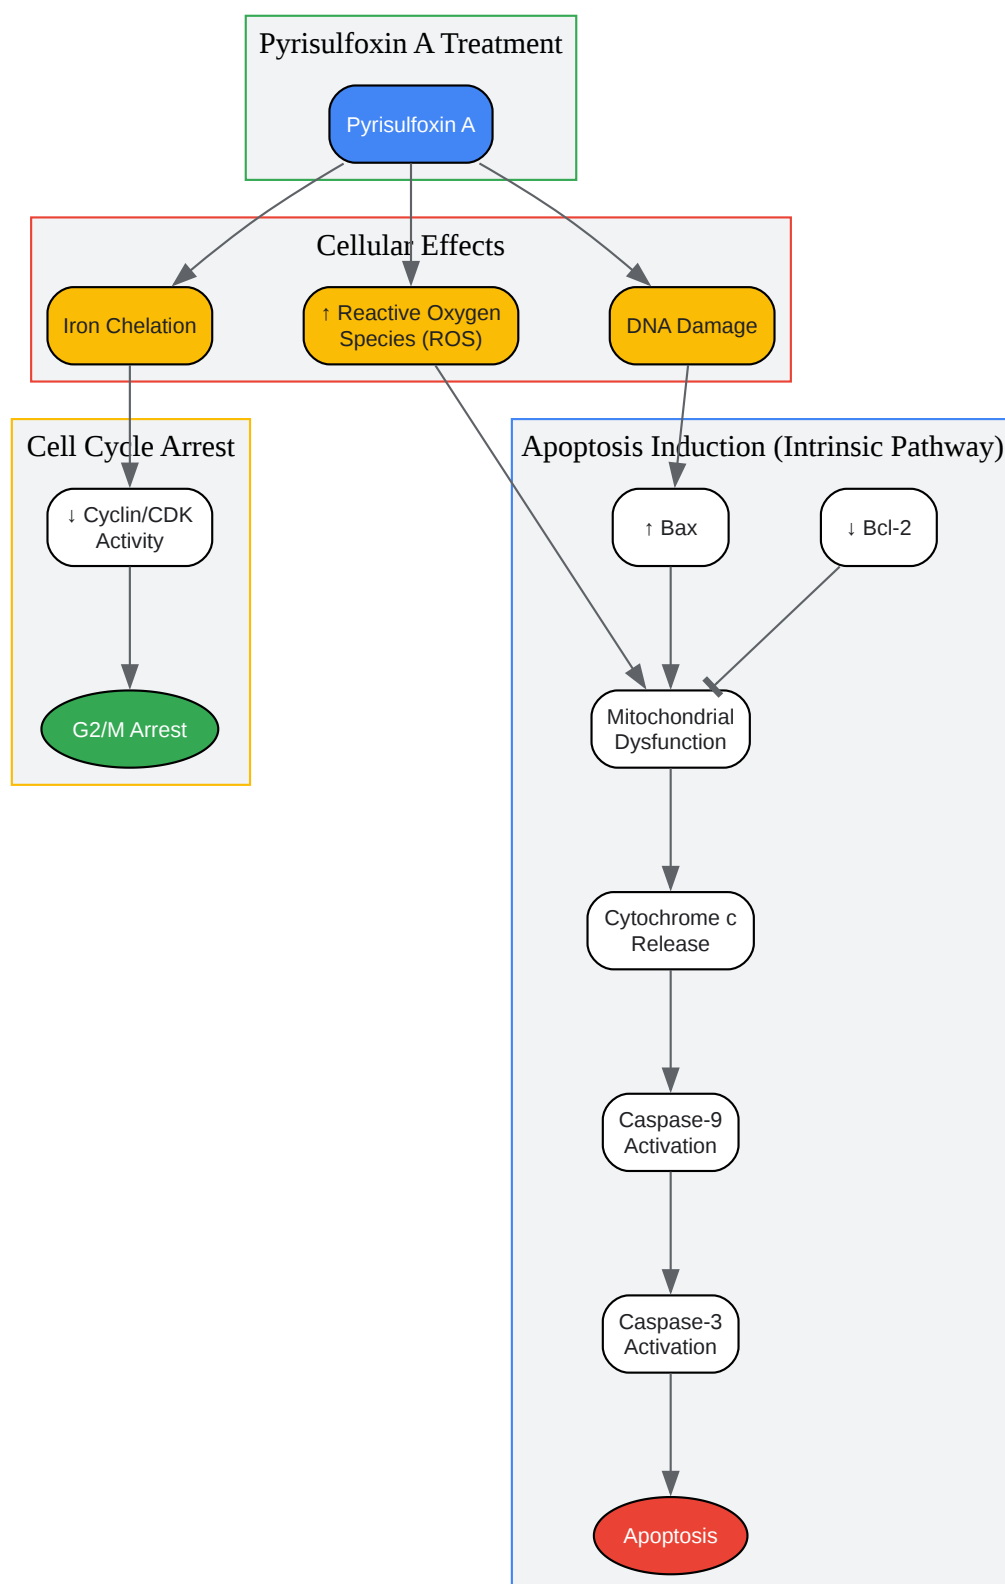 Pyrisulfoxin A Treatment
Pyrisulfoxin A
Cellular Effects
Iron Chelation
↑ Reactive Oxygen
Species (ROS)
DNA Damage
Cell Cycle Arrest
↓ Cyclin/CDK
Activity
G2/M Arrest
Apoptosis Induction (Intrinsic Pathway)
↑ Bax
↓ Bcl-2
Mitochondrial
Dysfunction
Cytochrome c
Release
Caspase-9
Activation
Caspase-3
Activation
Apoptosis